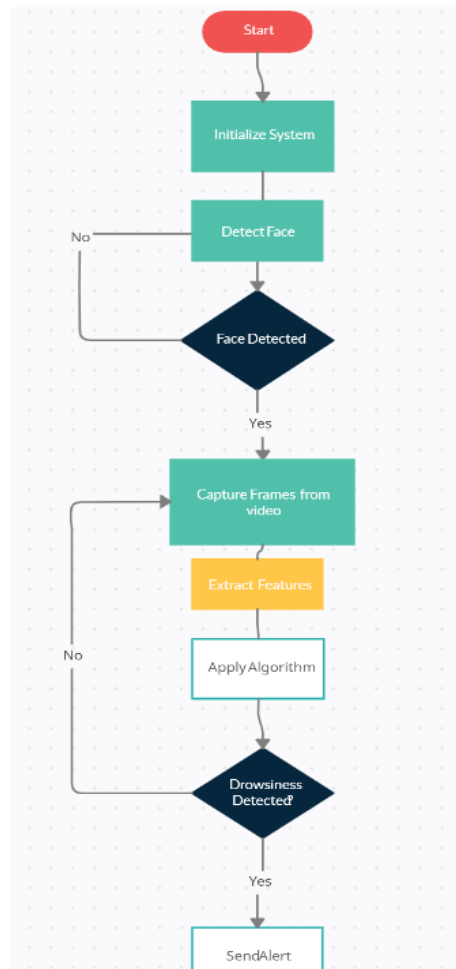 Start
Initialize System
Detect Face
No
Face Detected
Yes
Capture Frames from
video
Extract Features
Apply Algorithm
No
Drowsiness
Detected?
Yes
SendAlert